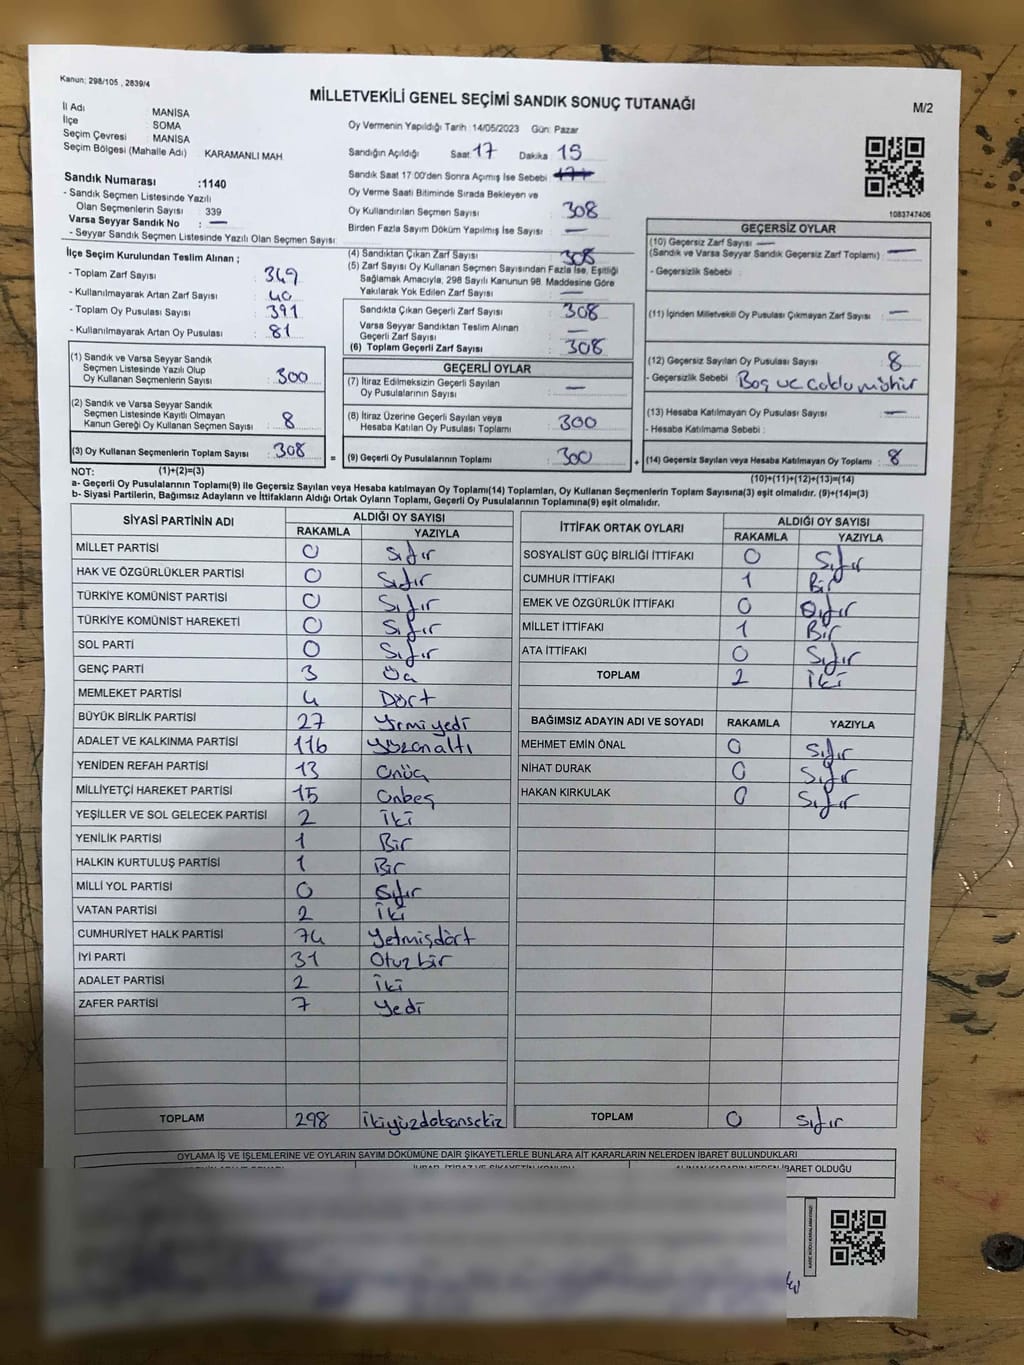 Kanun: 298/105 , 2839/4
MİLLETVEKİLİ GENEL SEÇİMİ SANDIK SONUÇ TUTANAĞI
M/2
İl Adı MANİSA
İlçe : SOMA
Seçim Çevresi MANİSA
Seçim Bölgesi (Mahalle Adı) : KARAMANLI MAH
Sandık Numarası :1140
- Sandık Seçmen Listesinde Yazılı
Olan Seçmenlerin Sayısı : 339
Varsa Seyyar Sandık No : —
- Seyyar Sandık Seçmen Listesinde Yazılı Olan Seçmen Sayısı:
Oy Vermenin Yapıldığı Tarih :14/05/2023 Gün: Pazar
Sandığın Açıldığı Saat: 17 Dakika 15
Sandık Saat 17:00'den Sonra Açımış İse Sebebi
Oy Verme Saati Bitiminde Sırada Bekleyen ve
Oy Kullandırılan Seçmen Sayısı : 308
Birden Fazla Sayım Döküm Yapılmış İse Sayısı : —
1083747406
İlçe Seçim Kurulundan Teslim Alınan ;
- Toplam Zarf Sayısı : 349
- Kullanılmayarak Artan Zarf Sayısı : 40
- Toplam Oy Pusulası Sayısı : 391
- Kullanılmayarak Artan Oy Pusulası : 81
(1) Sandık ve Varsa Seyyar Sandık
Seçmen Listesinde Yazılı Olup
Oy Kullanan Seçmenlerin Sayısı : 300
(2) Sandık ve Varsa Seyyar Sandık
Seçmen Listesinde Kayıtlı Olmayan
Kanun Gereği Oy Kullanan Seçmen Sayısı : 8
(3) Oy Kullanan Seçmenlerin Toplam Sayısı : 308 =
(4) Sandıktan Çıkan Zarf Sayısı : 308
(5) Zarf Sayısı Oy Kullanan Seçmen Sayısından Fazla İse, Eşitliği
Sağlamak Amacıyla, 298 Sayılı Kanunun 98. Maddesine Göre
Yakılarak Yok Edilen Zarf Sayısı : —
Sandıkta Çıkan Geçerli Zarf Sayısı : 308
Varsa Seyyar Sandıktan Teslim Alınan
Geçerli Zarf Sayısı : —
(6) Toplam Geçerli Zarf Sayısı : 308
GEÇERLİ OYLAR
(7) İtiraz Edilmeksizin Geçerli Sayılan
Oy Pusulalarının Sayısı : —
(8) İtiraz Üzerine Geçerli Sayılan veya
Hesaba Katılan Oy Pusulası Toplamı : 300
(9) Geçerli Oy Pusulalarının Toplamı : 300 +
GEÇERSİZ OYLAR
(10) Geçersiz Zarf Sayısı —
(Sandık ve Varsa Seyyar Sandık Geçersiz Zarf Toplamı) : —
- Geçersizlik Sebebi :
(11) İçinden Milletvekili Oy Pusulası Çıkmayan Zarf Sayısı : —
(12) Geçersiz Sayılan Oy Pusulası Sayısı : 8
- Geçersizlik Sebebi : Boş ve
(13) Hesaba Katılmayan Oy Pusulası Sayısı : —
- Hesaba Katılmama Sebebi :
(14) Geçersiz Sayılan veya Hesaba Katılmayan Oy Toplamı : 8
NOT: (1)+(2)=(3) (10)+(11)+(12)+(13)=(14)
a- Geçerli Oy Pusulalarının Toplamı(9) ile Geçersiz Sayılan veya Hesaba katılmayan Oy Toplamı(14) Toplamları, Oy Kullanan Seçmenlerin Toplam Sayısına(3) eşit olmalıdır. (9)+(14)=(3)
b- Siyasi Partilerin, Bağımsız Adayların ve İttifakların Aldığı Ortak Oyların Toplamı, Geçerli Oy Pusulalarının Toplamına(9) eşit olmalıdır.
SİYASİ PARTİNİN ADI ALDIĞI OY SAYISI
RAKAMLA YAZIYLA
MİLLET PARTİSİ 0 Sıfır
HAK VE ÖZGÜRLÜKLER PARTİSİ 0 Sıfır
TÜRKİYE KOMÜNİST PARTİSİ 0 Sıfır
TÜRKİYE KOMÜNİST HAREKETİ 0 Sıfır
SOL PARTİ 0 Sıfır
GENÇ PARTİ 3 Üç
MEMLEKET PARTİSİ 4 Dört
BÜYÜK BİRLİK PARTİSİ 27 Yirmiyedi
ADALET VE KALKINMA PARTİSİ 116 Yüzonaltı
YENİDEN REFAH PARTİSİ 13 Onüç
MİLLİYETÇİ HAREKET PARTİSİ 15 Onbeş
YEŞİLLER VE SOL GELECEK PARTİSİ 2 İki
YENİLİK PARTİSİ 1 Bir
HALKIN KURTULUŞ PARTİSİ 1 Bir
MİLLİ YOL PARTİSİ 0 Sıfır
VATAN PARTİSİ 2 İki
CUMHURİYET HALK PARTİSİ 74 Yetmişdört
İYİ PARTİ 31 Otuzbir
ADALET PARTİSİ 2 İki
ZAFER PARTİSİ 7 Yedi
TOPLAM 298 İkiyüzdoksansekiz
İTTİFAK ORTAK OYLARI ALDIĞI OY SAYISI
RAKAMLA YAZIYLA
SOSYALİST GÜÇ BİRLİĞİ İTTİFAKI 0 Sıfır
CUMHUR İTTİFAKI 1 Bir
EMEK VE ÖZGÜRLÜK İTTİFAKI 0 Sıfır
MİLLET İTTİFAKI 1 Bir
ATA İTTİFAKI 0 Sıfır
TOPLAM 2 İki
BAĞIMSIZ ADAYIN ADI VE SOYADI RAKAMLA YAZIYLA
MEHMET EMİN ÖNAL 0 Sıfır
NİHAT DURAK 0 Sıfır
HAKAN KIRKULAK 0 Sıfır
TOPLAM 0 Sıfır
OYLAMA İŞ VE İŞLEMLERİNE VE OYLARIN SAYIM DÖKÜMÜNE DAİR ŞİKAYETLERLE BUNLARA AİT KARARLARIN NELERDEN İBARET BULUNDUKLARI
ALINAN KARARIN NEDEN İBARET OLDUĞU